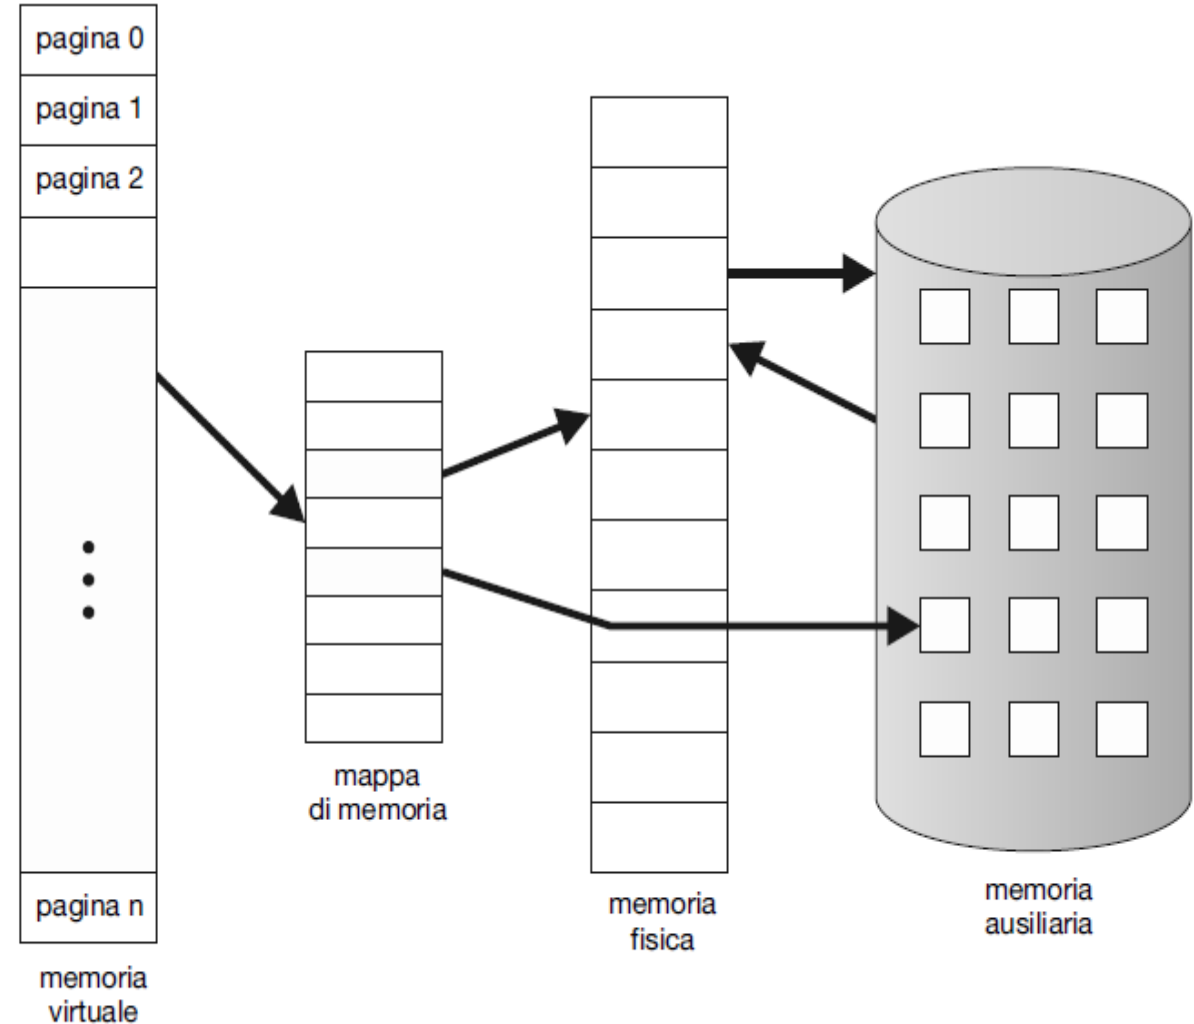 pagina 0
pagina 1
pagina 2
pagina n
memoria
virtuale
mappa
di memoria
memoria
fisica
memoria
ausiliaria